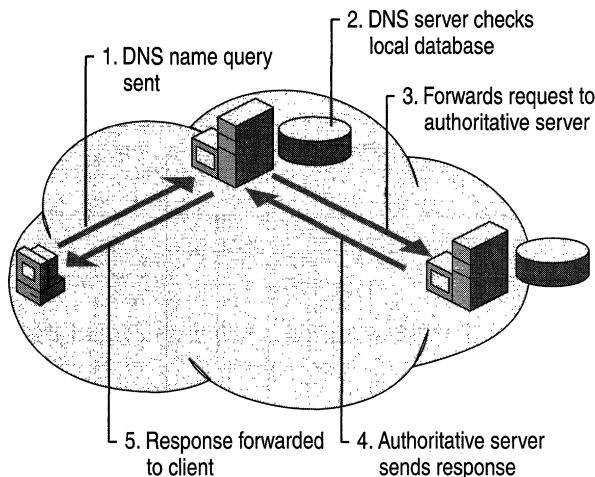 1. DNS name query
sent
2. DNS server checks
local database
3. Forwards request to
authoritative server
5. Response forwarded
to client
4. Authoritative server
sends response